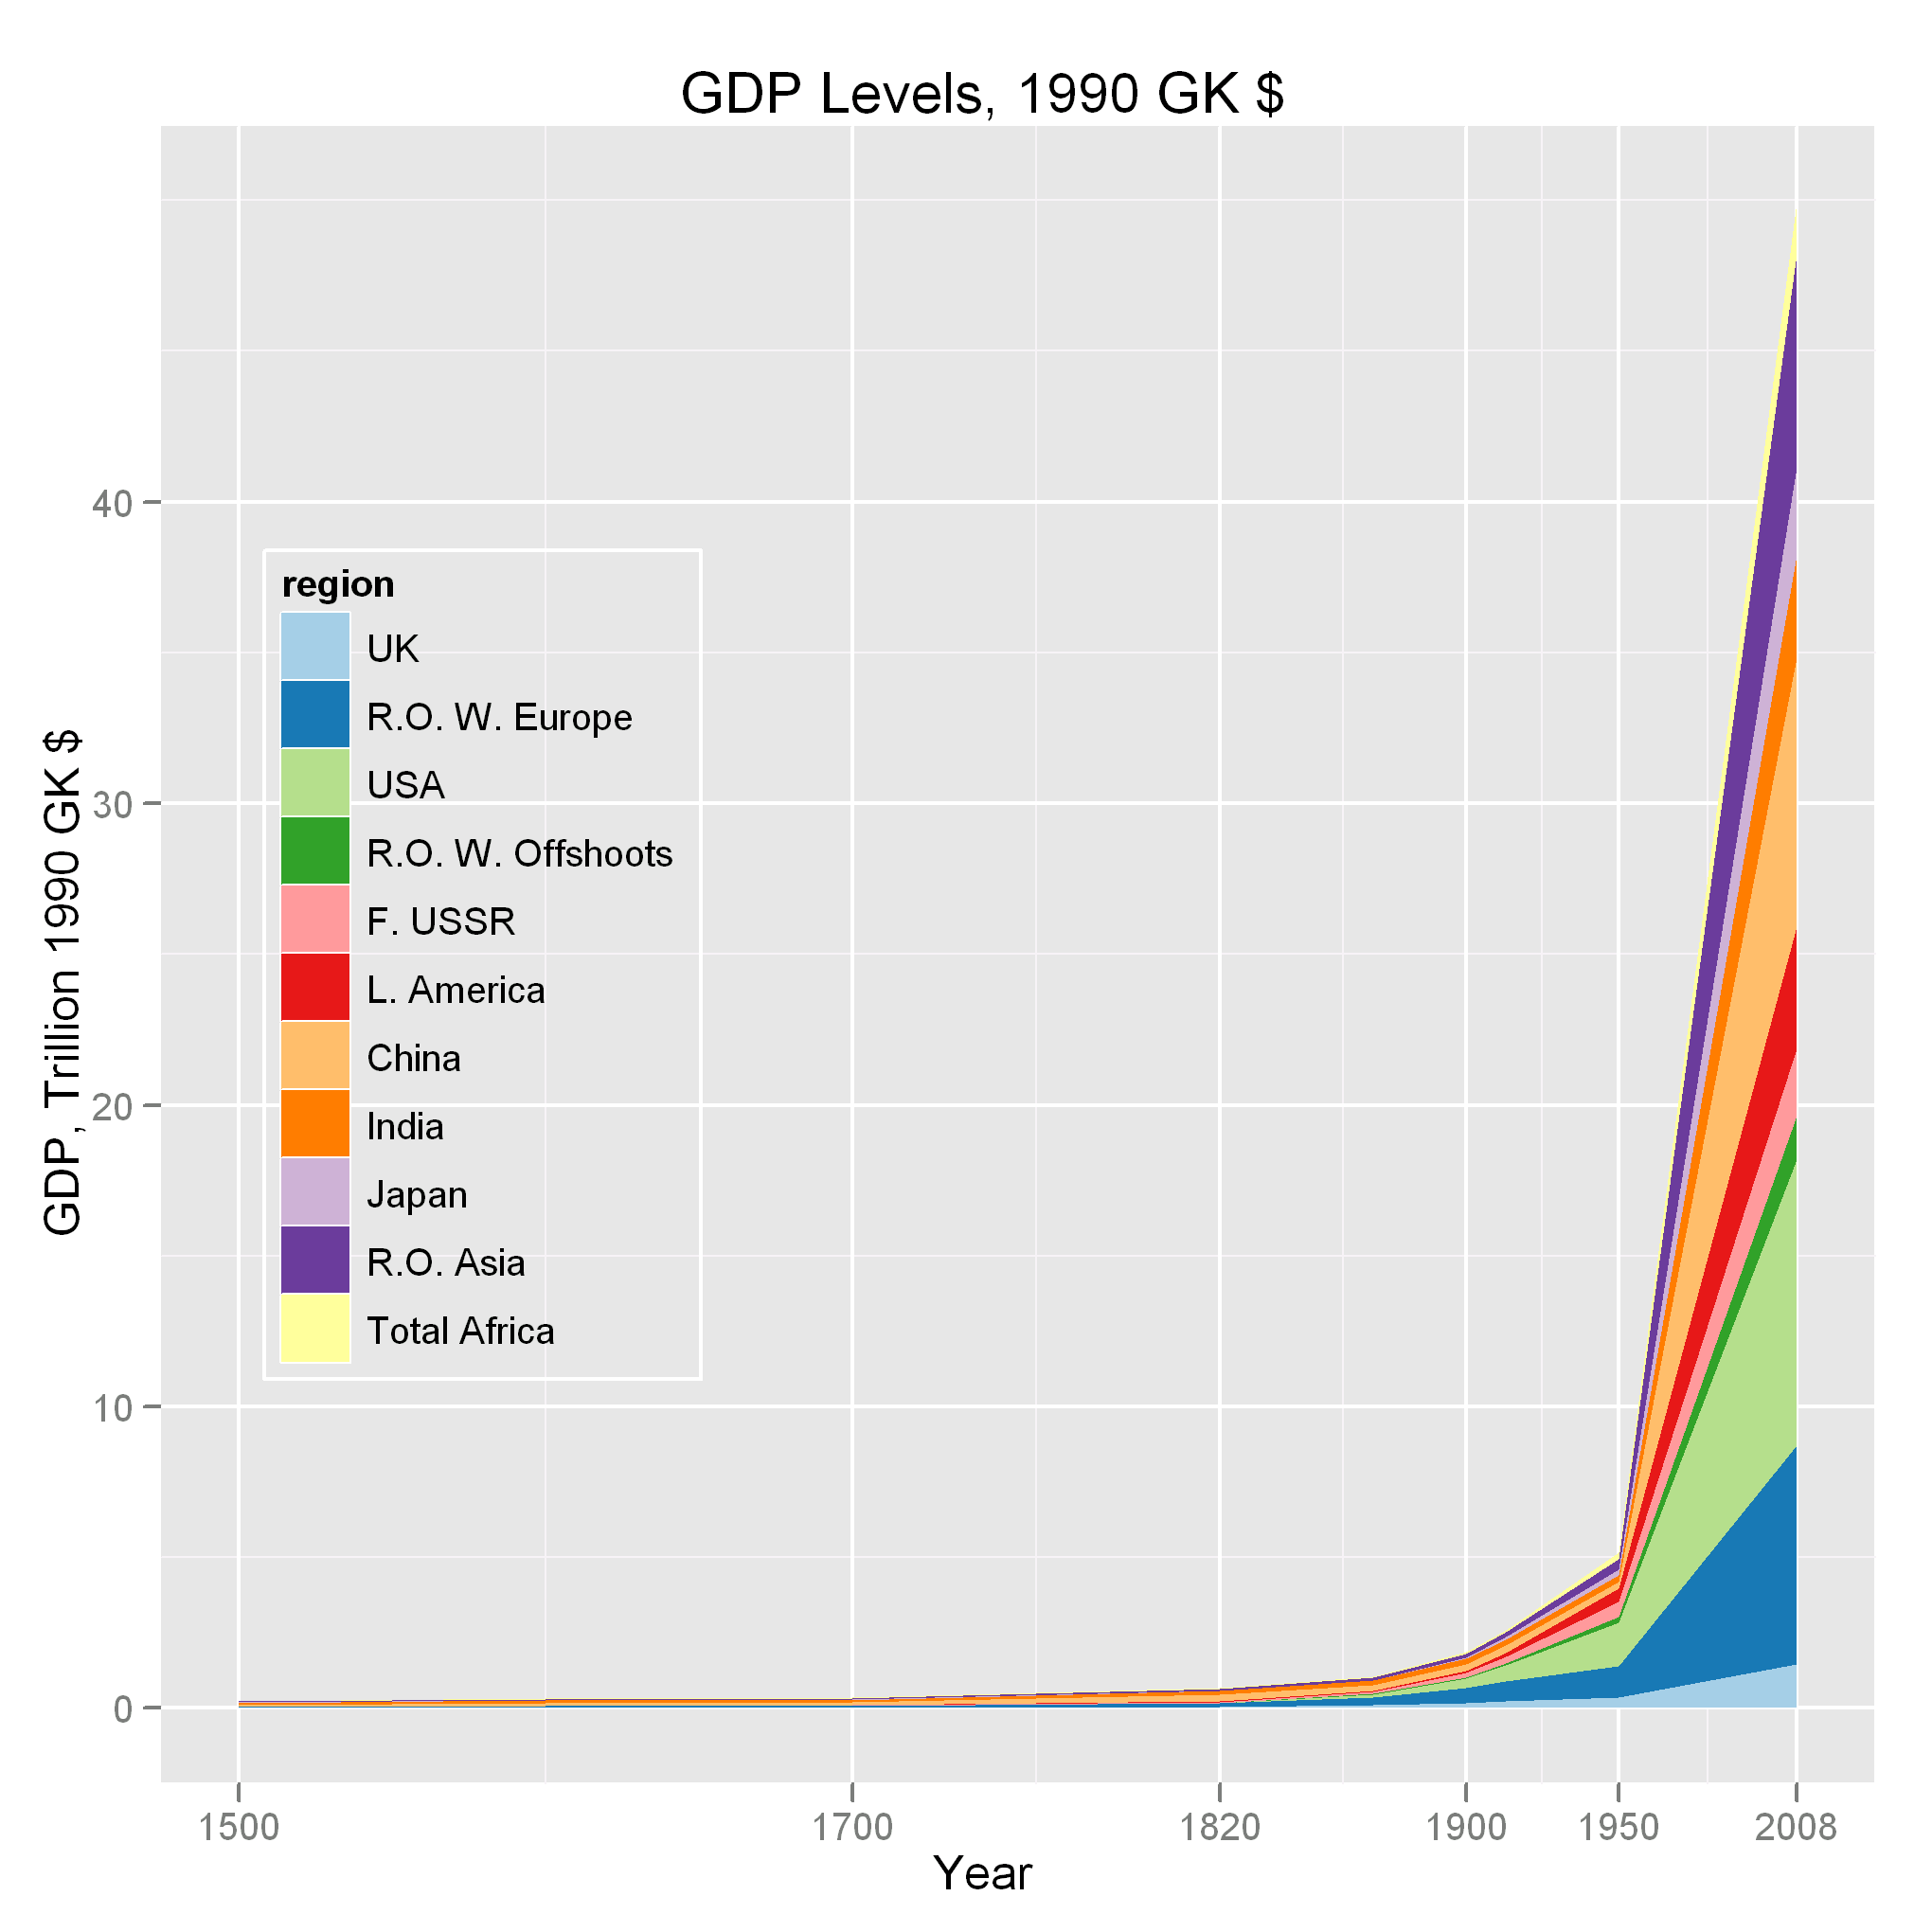 GDP Levels, 1990 GK $
GDP, Trillion 1990 GK $
40
30
20
10
0
region
UK
R.O. W. Europe
USA
R.O. W. Offshoots
F. USSR
L. America
China
India
Japan
R.O. Asia
Total Africa
1500 1700 1820 1900 1950 2008
Year